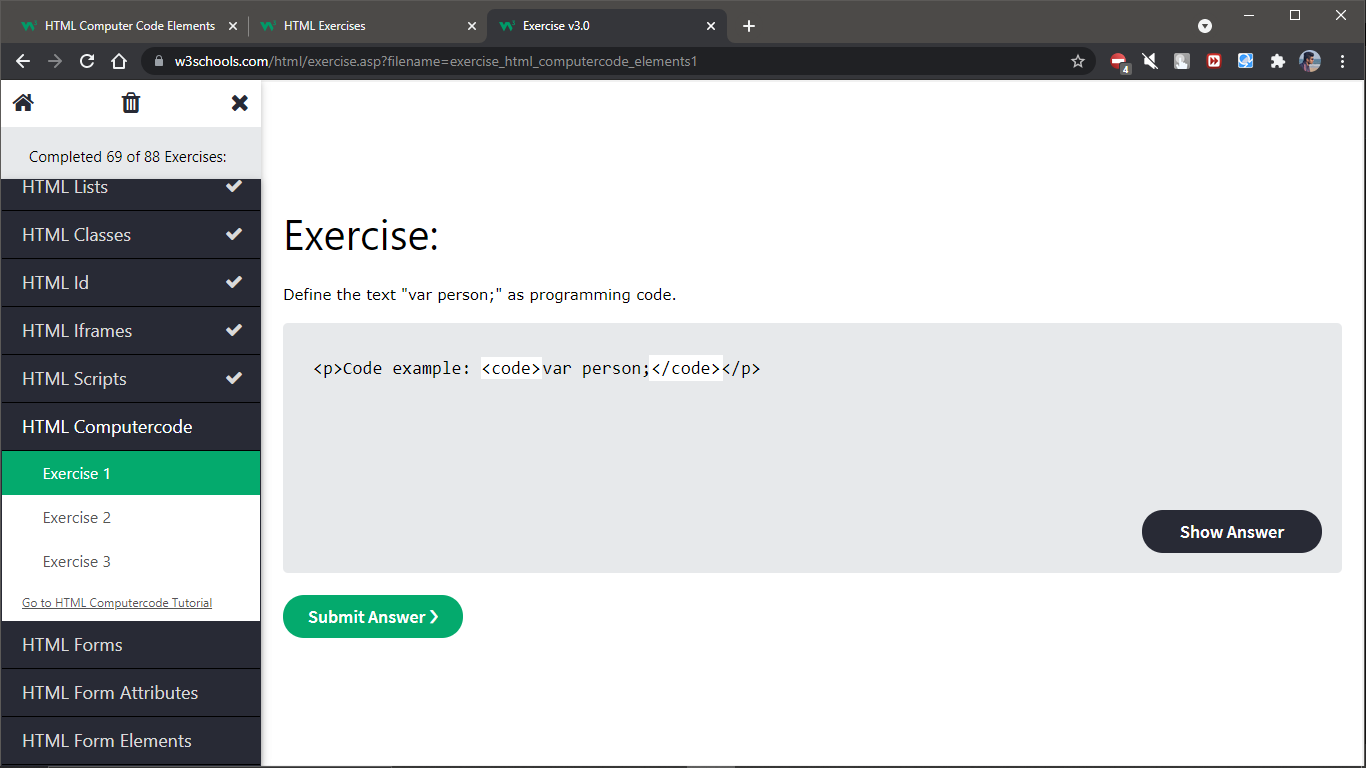 HTML Computer Code Elements
HTML Exercises
Exercise v3.0
w3schools.com/html/exercise.asp?filename=exercise_html_computercode_elements1
4
Completed 69 of 88 Exercises:
HTML Lists
HTML Classes
HTML Id
HTML Iframes
HTML Scripts
HTML Computercode
Exercise 1
Exercise 2
Exercise 3
Go to HTML Computercode Tutorial
HTML Forms
HTML Form Attributes
HTML Form Elements
Exercise:
Define the text "var person;" as programming code.
<p>Code example: <code>var person;</code></p>
Show Answer
Submit Answer ❯